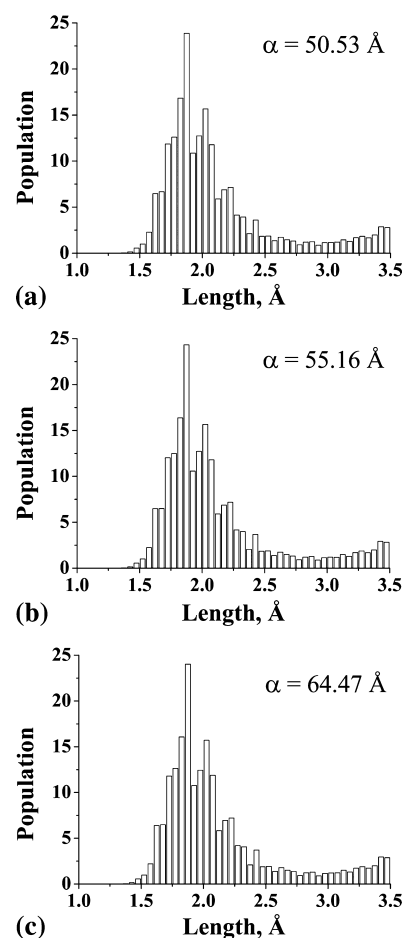 α = 50.53 Å
Population
25
20
15
10
5
0
1.0 1.5 2.0 2.5 3.0 3.5
Length, Å
(a)
α = 55.16 Å
Population
25
20
15
10
5
0
1.0 1.5 2.0 2.5 3.0 3.5
Length, Å
(b)
α = 64.47 Å
Population
25
20
15
10
5
0
1.0 1.5 2.0 2.5 3.0 3.5
Length, Å
(c)